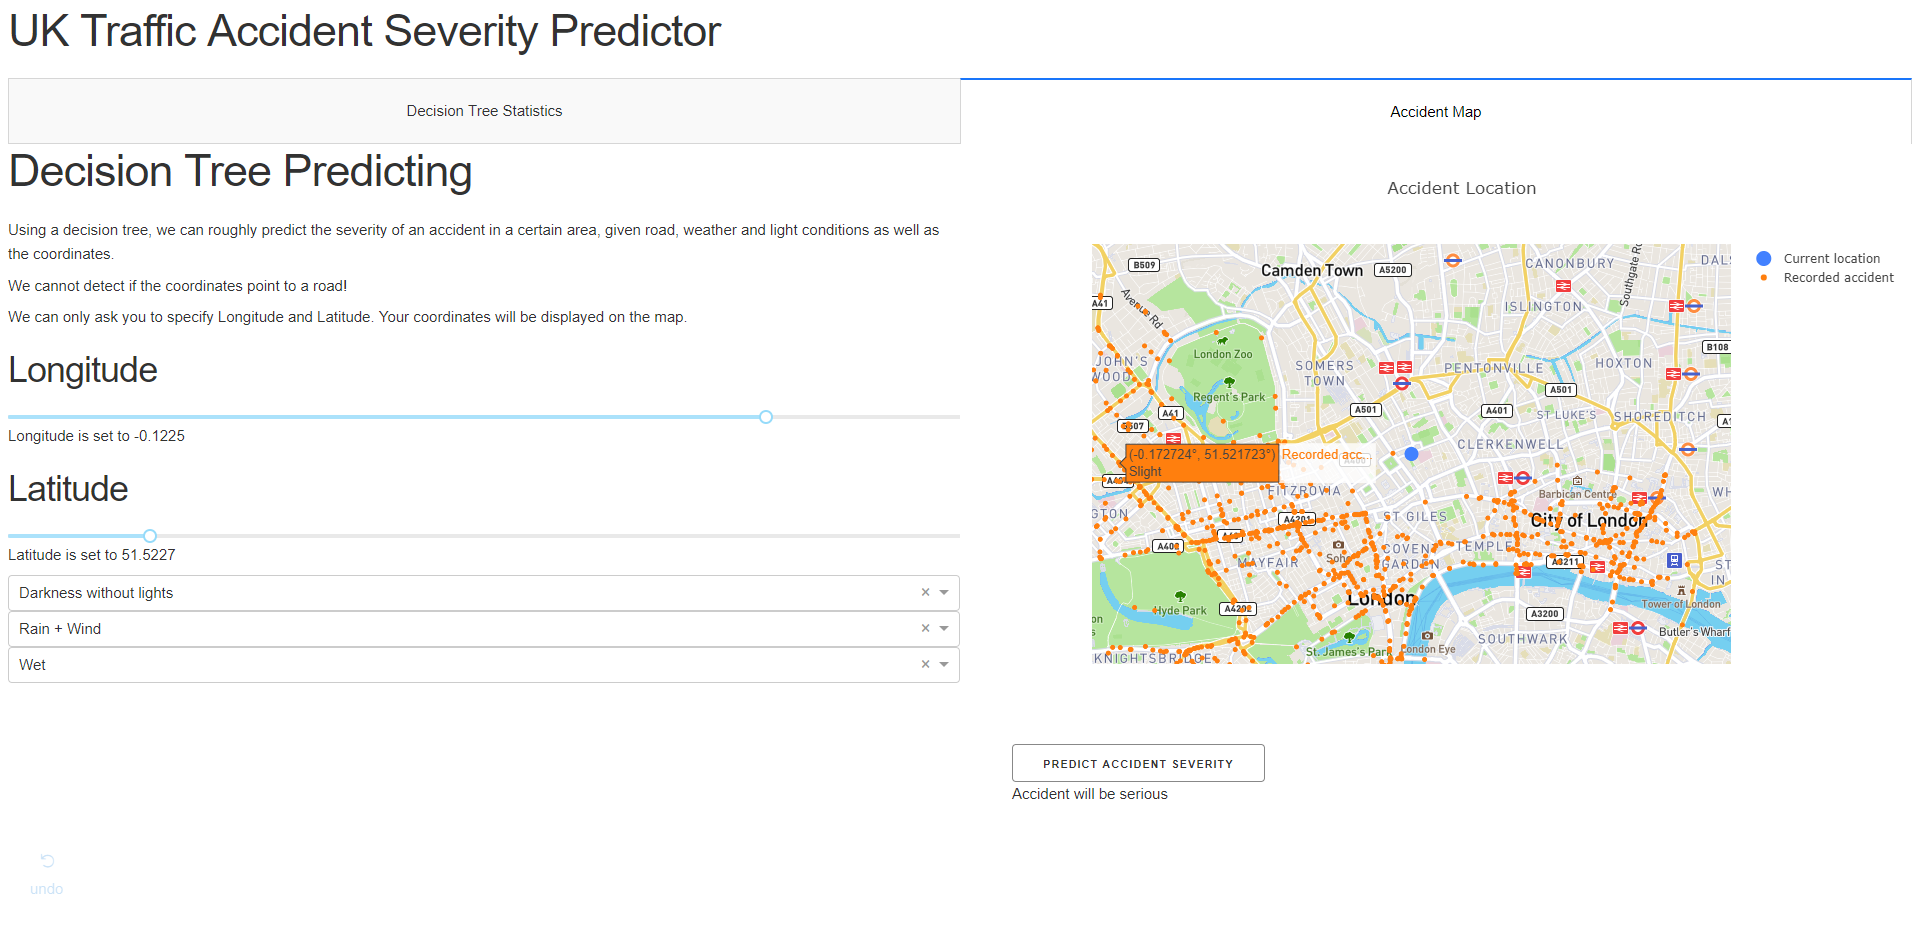 UK Traffic Accident Severity Predictor
Decision Tree Statistics
Accident Map
Decision Tree Predicting
Using a decision tree, we can roughly predict the severity of an accident in a certain area, given road, weather and light conditions as well as
the coordinates.
We cannot detect if the coordinates point to a road!
We can only ask you to specify Longitude and Latitude. Your coordinates will be displayed on the map.
Longitude
Longitude is set to -0.1225
Latitude
Latitude is set to 51.5227
Darkness without lights
× 
Rain + Wind
×
Wet
×
undo
Accident Location
Current location
Recorded accident
B509
Camden Town
A5200
CANONBURY
Southgate Ro
DALS
A41
Avenue Rd
ISLINGTON
B108
London Zoo
JOHN'S
WOOD
SOMERS
TOWN
PENTONVILLE
HOXTON
Regent's Park
A501
A41
A501
A401
ST LUKE'S
SHOREDITCH
A1
CLERKENWELL
(-0.172724°, 51.521723°)
Slight
Recorded acc...
FITZROVIA
Barbican Centre
WH
GTON
A4201
ST GILES
City of London
MAYFAIR
Soho
COVENT
GARDEN
TEMPLE
A3211
ST
IN
Hyde Park
A4202
London
A3200
Tower of London
SOUTHWARK
Butler's Wharf
on
s
KNIGHTSBRIDGE
St. James's Park
London Eye
PREDICT ACCIDENT SEVERITY
Accident will be serious